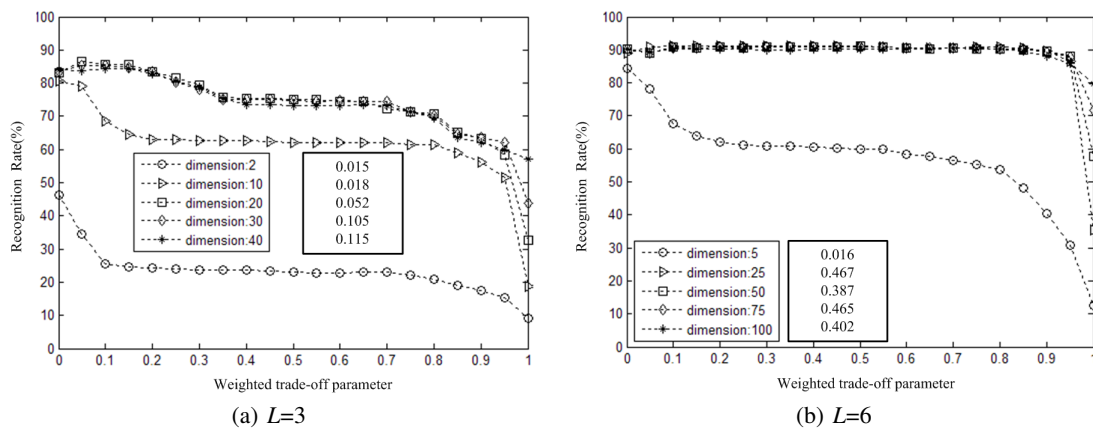 100
90
80
70
60
50
40
30
20
10
0
Recognition Rate(%)
dimension:2
dimension:10
dimension:20
dimension:30
dimension:40
0.015
0.018
0.052
0.105
0.115
0 0.1 0.2 0.3 0.4 0.5 0.6 0.7 0.8 0.9 1
Weighted trade-off parameter
(a) L=3
100
90
80
70
60
50
40
30
20
10
0
Recognition Rate(%)
dimension:5
dimension:25
dimension:50
dimension:75
dimension:100
0.016
0.467
0.387
0.465
0.402
0 0.1 0.2 0.3 0.4 0.5 0.6 0.7 0.8 0.9 1
Weighted trade-off parameter
(b) L=6